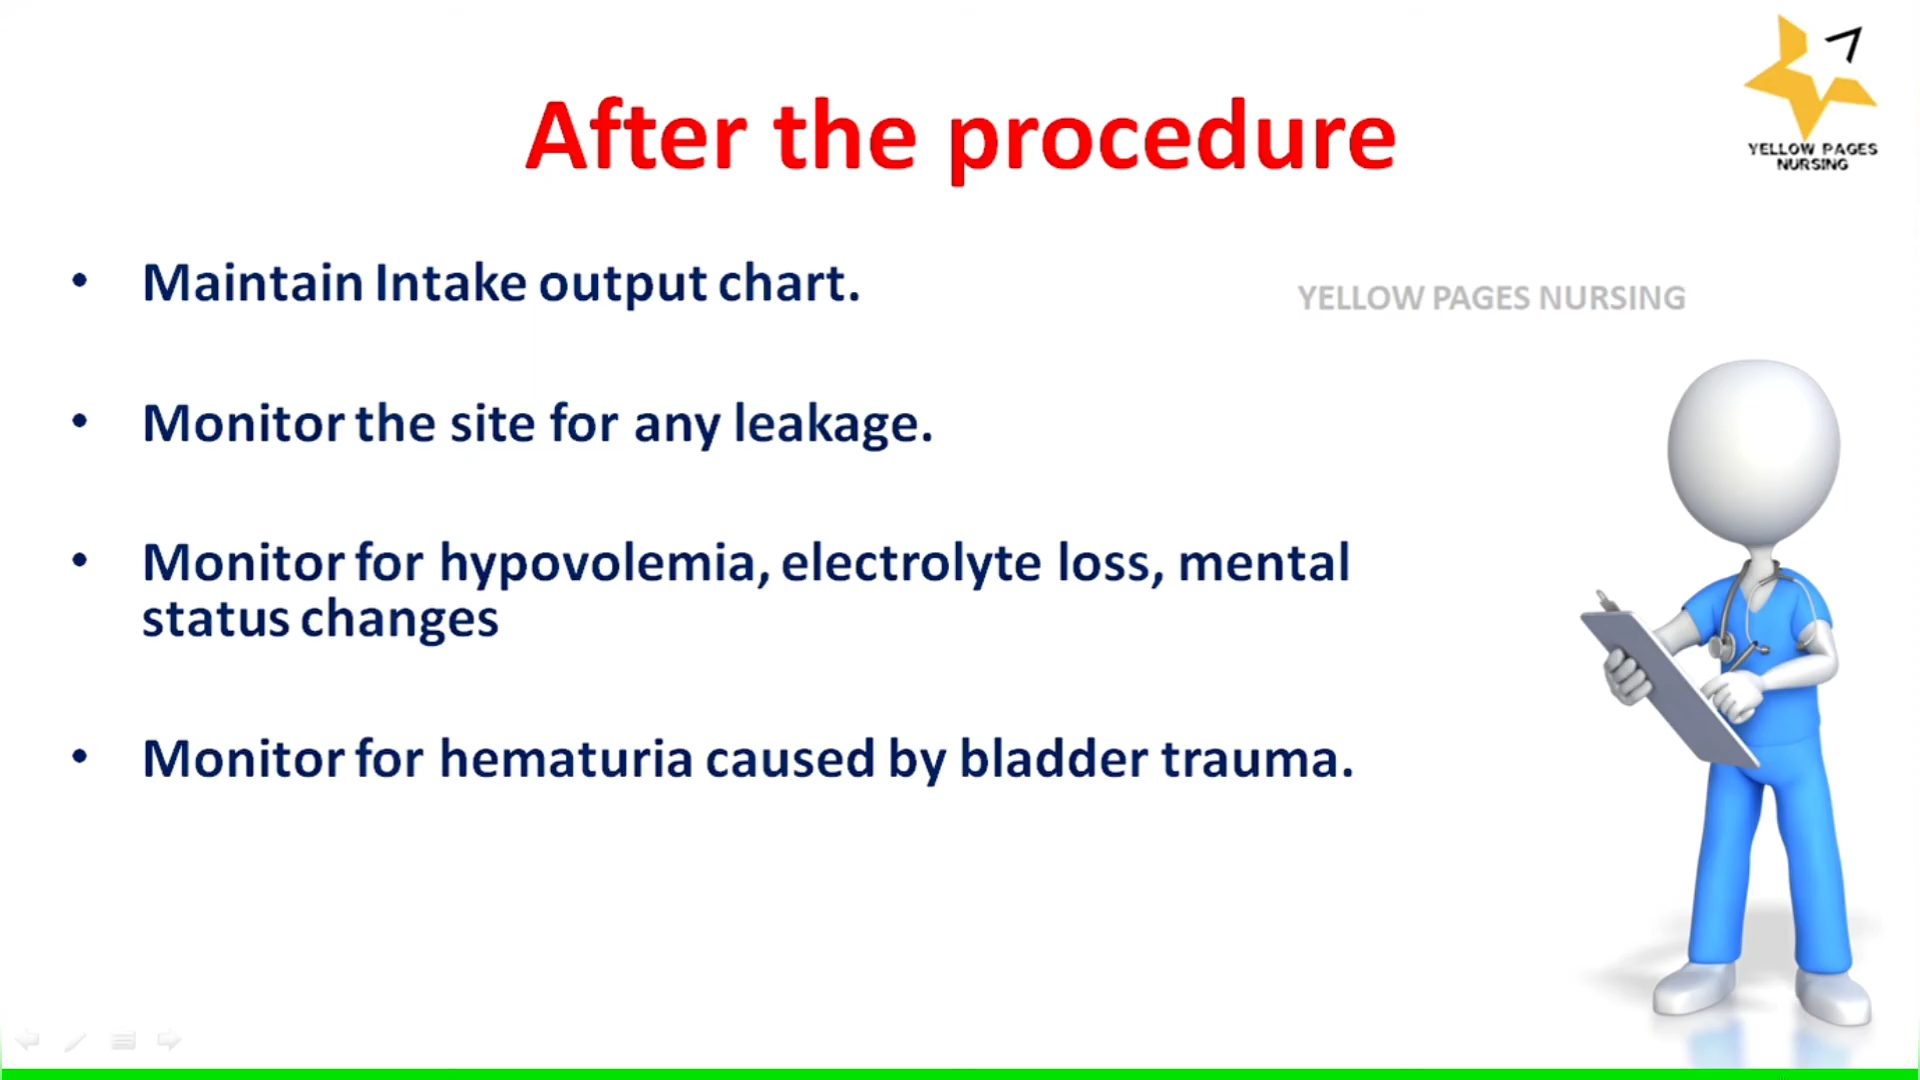 YELLOW PAGES
NURSING
After the procedure
• Maintain Intake output chart.
YELLOW PAGES NURSING
• Monitor the site for any leakage.
• Monitor for hypovolemia, electrolyte loss, mental
status changes
• Monitor for hematuria caused by bladder trauma.